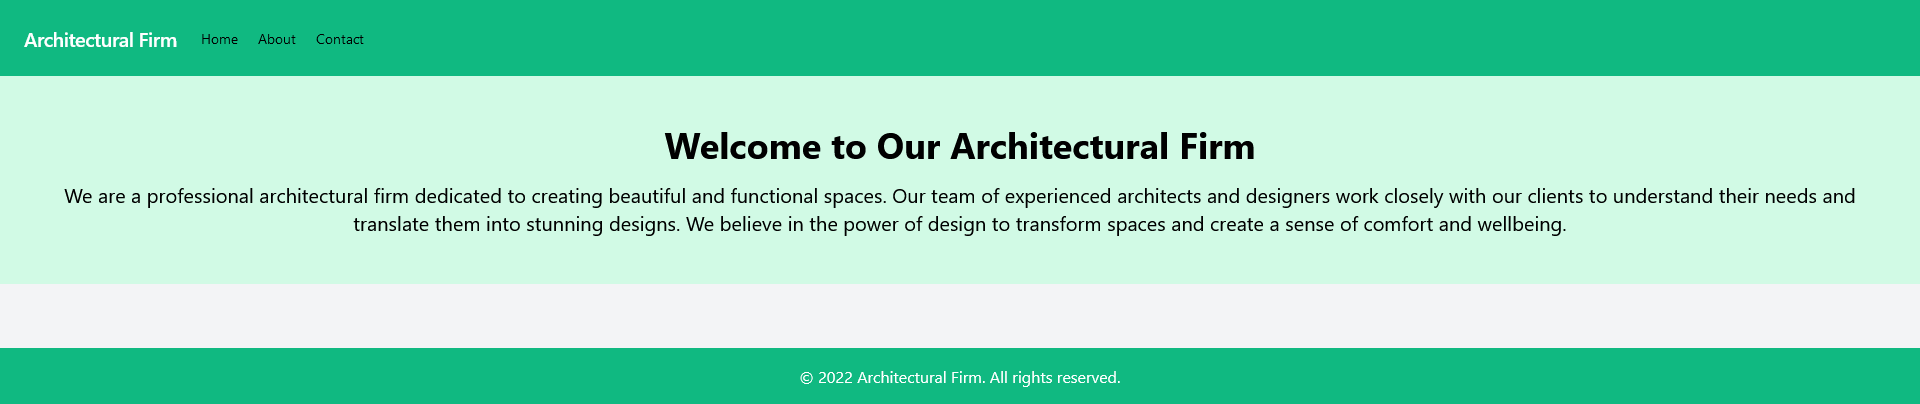 Architectural Firm Home About Contact
Welcome to Our Architectural Firm
We are a professional architectural firm dedicated to creating beautiful and functional spaces. Our team of experienced architects and designers work closely with our clients to understand their needs and
translate them into stunning designs. We believe in the power of design to transform spaces and create a sense of comfort and wellbeing.
© 2022 Architectural Firm. All rights reserved.